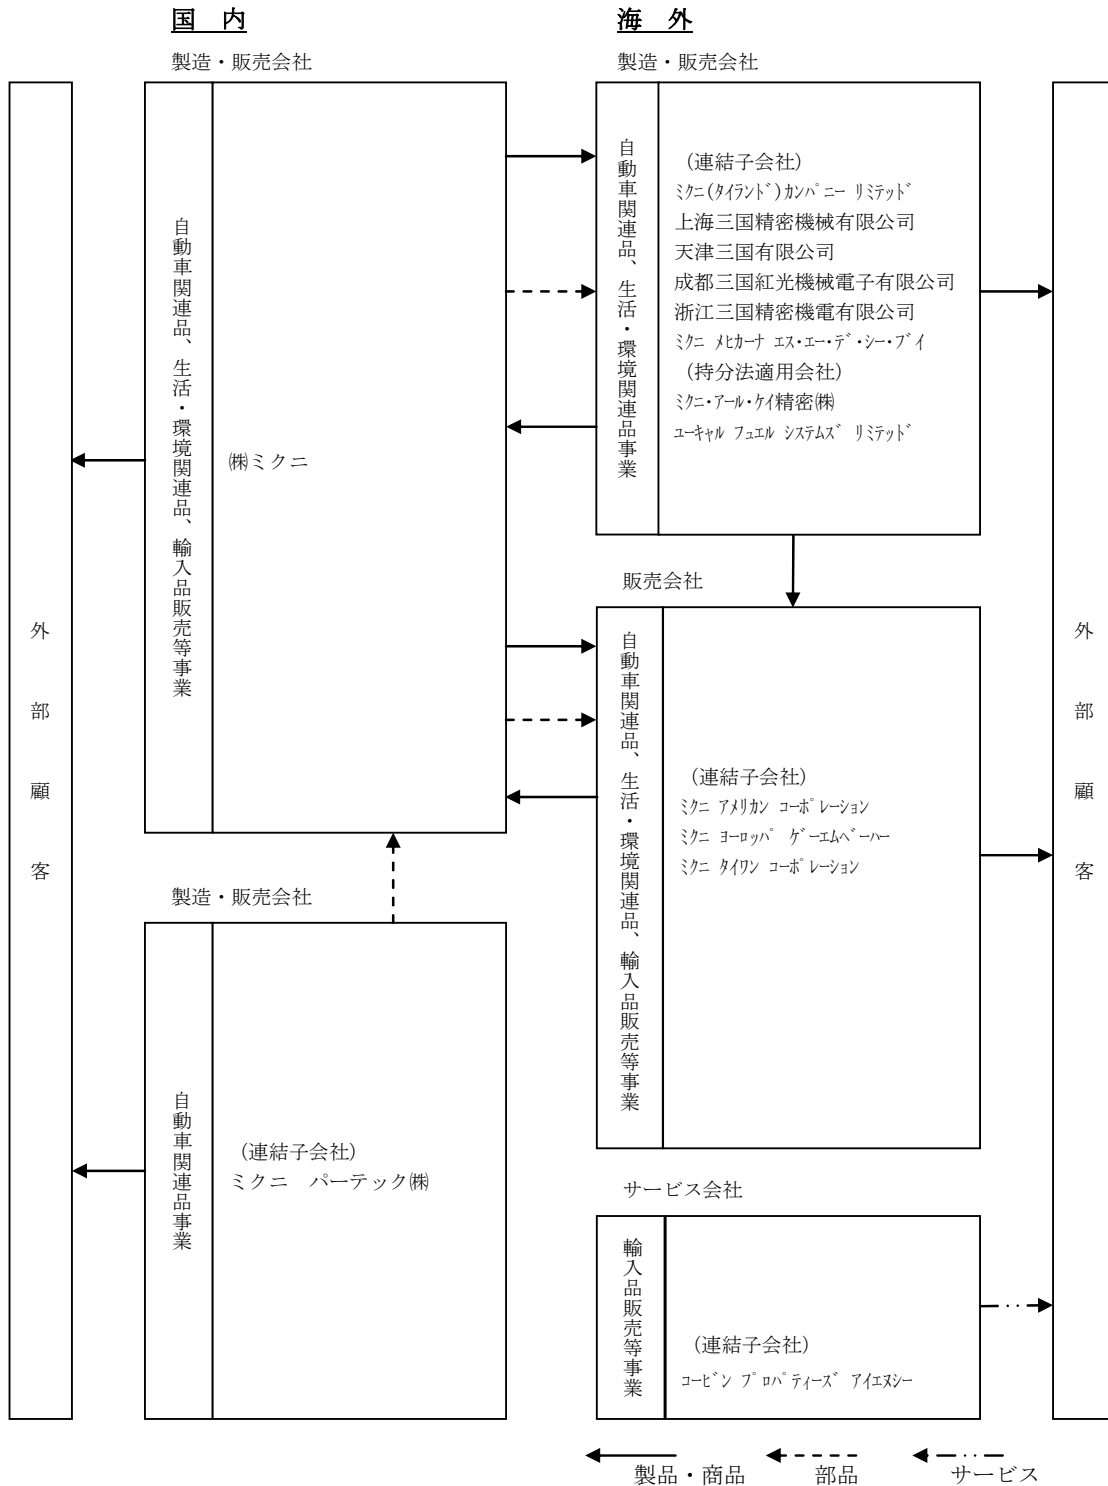 国　内
製造・販売会社
外部顧客
自動車関連品、生活・環境関連品、輸入品販売等事業
㈱ミクニ
製造・販売会社
自動車関連品事業
(連結子会社)
ミクニ　パーテック㈱
海　外
製造・販売会社
自動車関連品、生活・環境関連品事業
(連結子会社)
ﾐｸﾆ(ﾀｲﾗﾝﾄﾞ)ｶﾝﾊﾟﾆｰ ﾘﾐﾃｯﾄﾞ
上海三国精密機械有限公司
天津三国有限公司
成都三国紅光機械電子有限公司
浙江三国精密機電有限公司
ﾐｸﾆ ﾒﾋｶｰﾅ ｴｽ･ｴｰ･ﾃﾞ･ｼｰ･ﾌﾞｲ
(持分法適用会社)
ﾐｸﾆ･ｱｰﾙ･ｹｲ精密㈱
ﾕｰｷｬﾙ ﾌｭｴﾙ ｼｽﾃﾑｽﾞ ﾘﾐﾃｯﾄﾞ
販売会社
自動車関連品、生活・環境関連品、輸入品販売等事業
(連結子会社)
ﾐｸﾆ ｱﾒﾘｶﾝ ｺｰﾎﾟﾚｰｼｮﾝ
ﾐｸﾆ ﾖｰﾛｯﾊﾟ ｹﾞｰｴﾑﾍﾞｰﾊｰ
ﾐｸﾆ ﾀｲﾜﾝ ｺｰﾎﾟﾚｰｼｮﾝ
サービス会社
輸入品販売等事業
(連結子会社)
ｺｰﾋﾞﾝ ﾌﾟﾛﾊﾟﾃｨｰｽﾞ ｱｲｴﾇｼｰ
外部顧客
製品・商品
部品
サービス